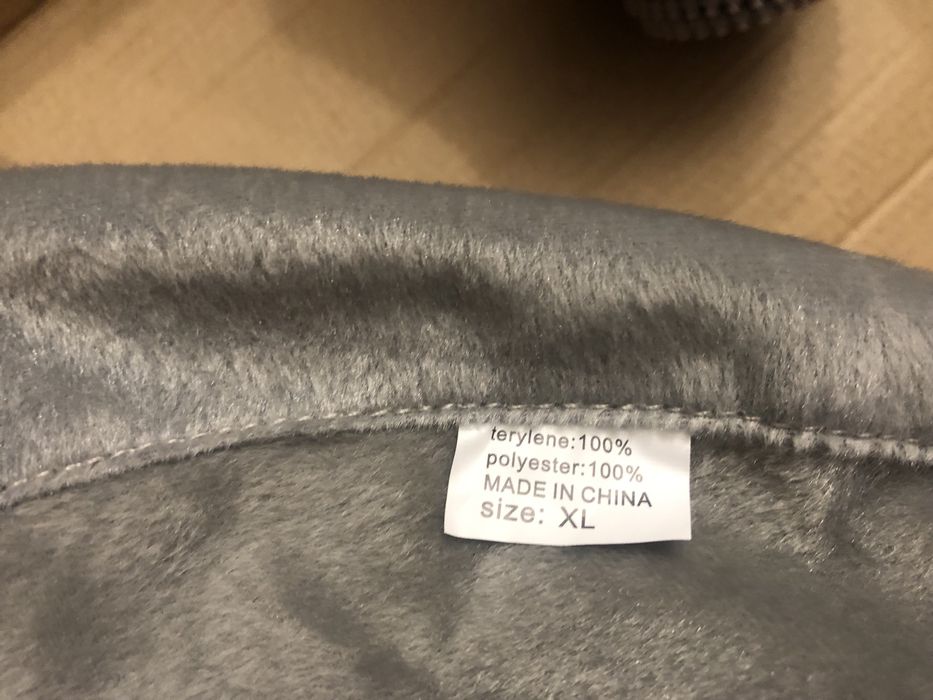 terylene:100%
polyester:100%
MADE IN CHINA
size: XL